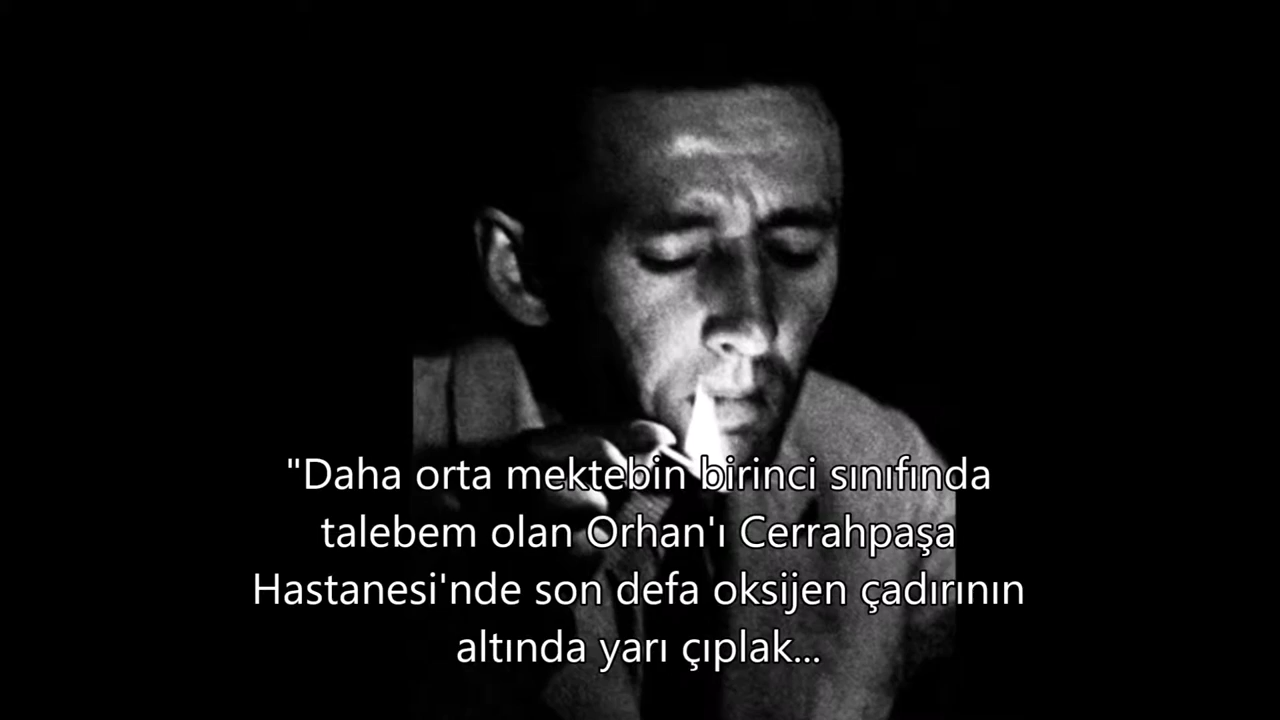 "Daha orta mektebin birinci sınıfında
talebem olan Orhan'ı Cerrahpaşa
Hastanesi'nde son defa oksijen çadırının
altında yarı çıplak...